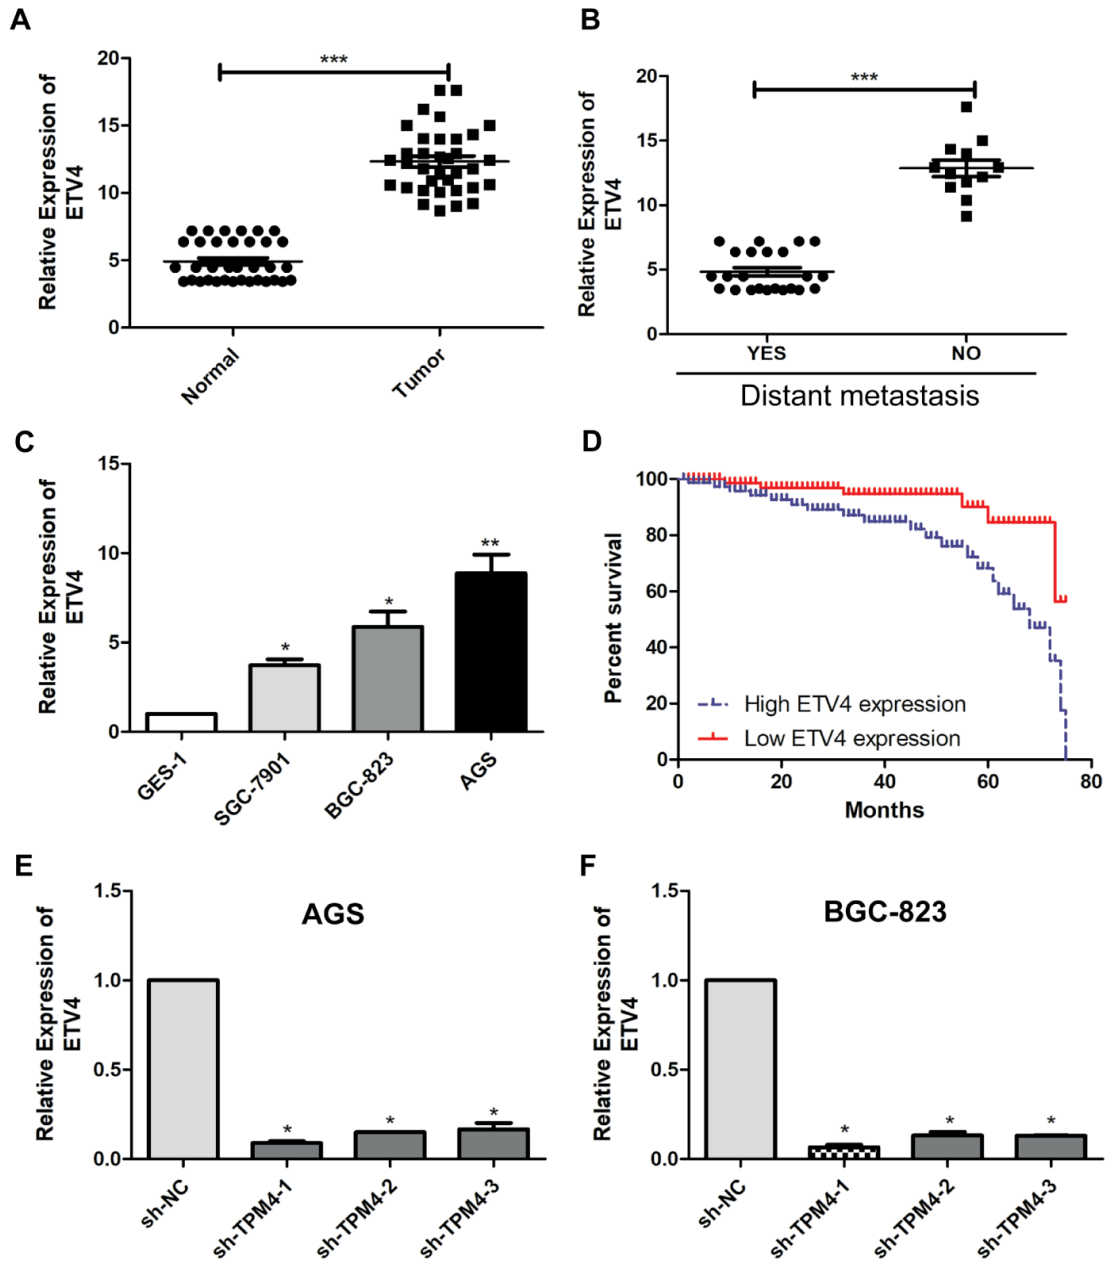 A
Relative Expression of
ETV4
20
15
10
5
0
***
Normal
Tumor
B
Relative Expression of
ETV4
20
15
10
5
0
***
YES
NO
Distant metastasis
C
Relative Expression of
ETV4
15
10
5
0
*
*
**
GES-1
SGC-7901
BGC-823
AGS
D
Percent survival
100
80
60
40
20
0
High ETV4 expression
Low ETV4 expression
0
20
40
60
80
Months
E
AGS
Relative Expression of
ETV4
1.5
1.0
0.5
0.0
*
*
*
sh-NC
sh-TPM4-1
sh-TPM4-2
sh-TPM4-3
F
BGC-823
Relative Expression of
ETV4
1.5
1.0
0.5
0.0
*
*
*
sh-NC
sh-TPM4-1
sh-TPM4-2
sh-TPM4-3